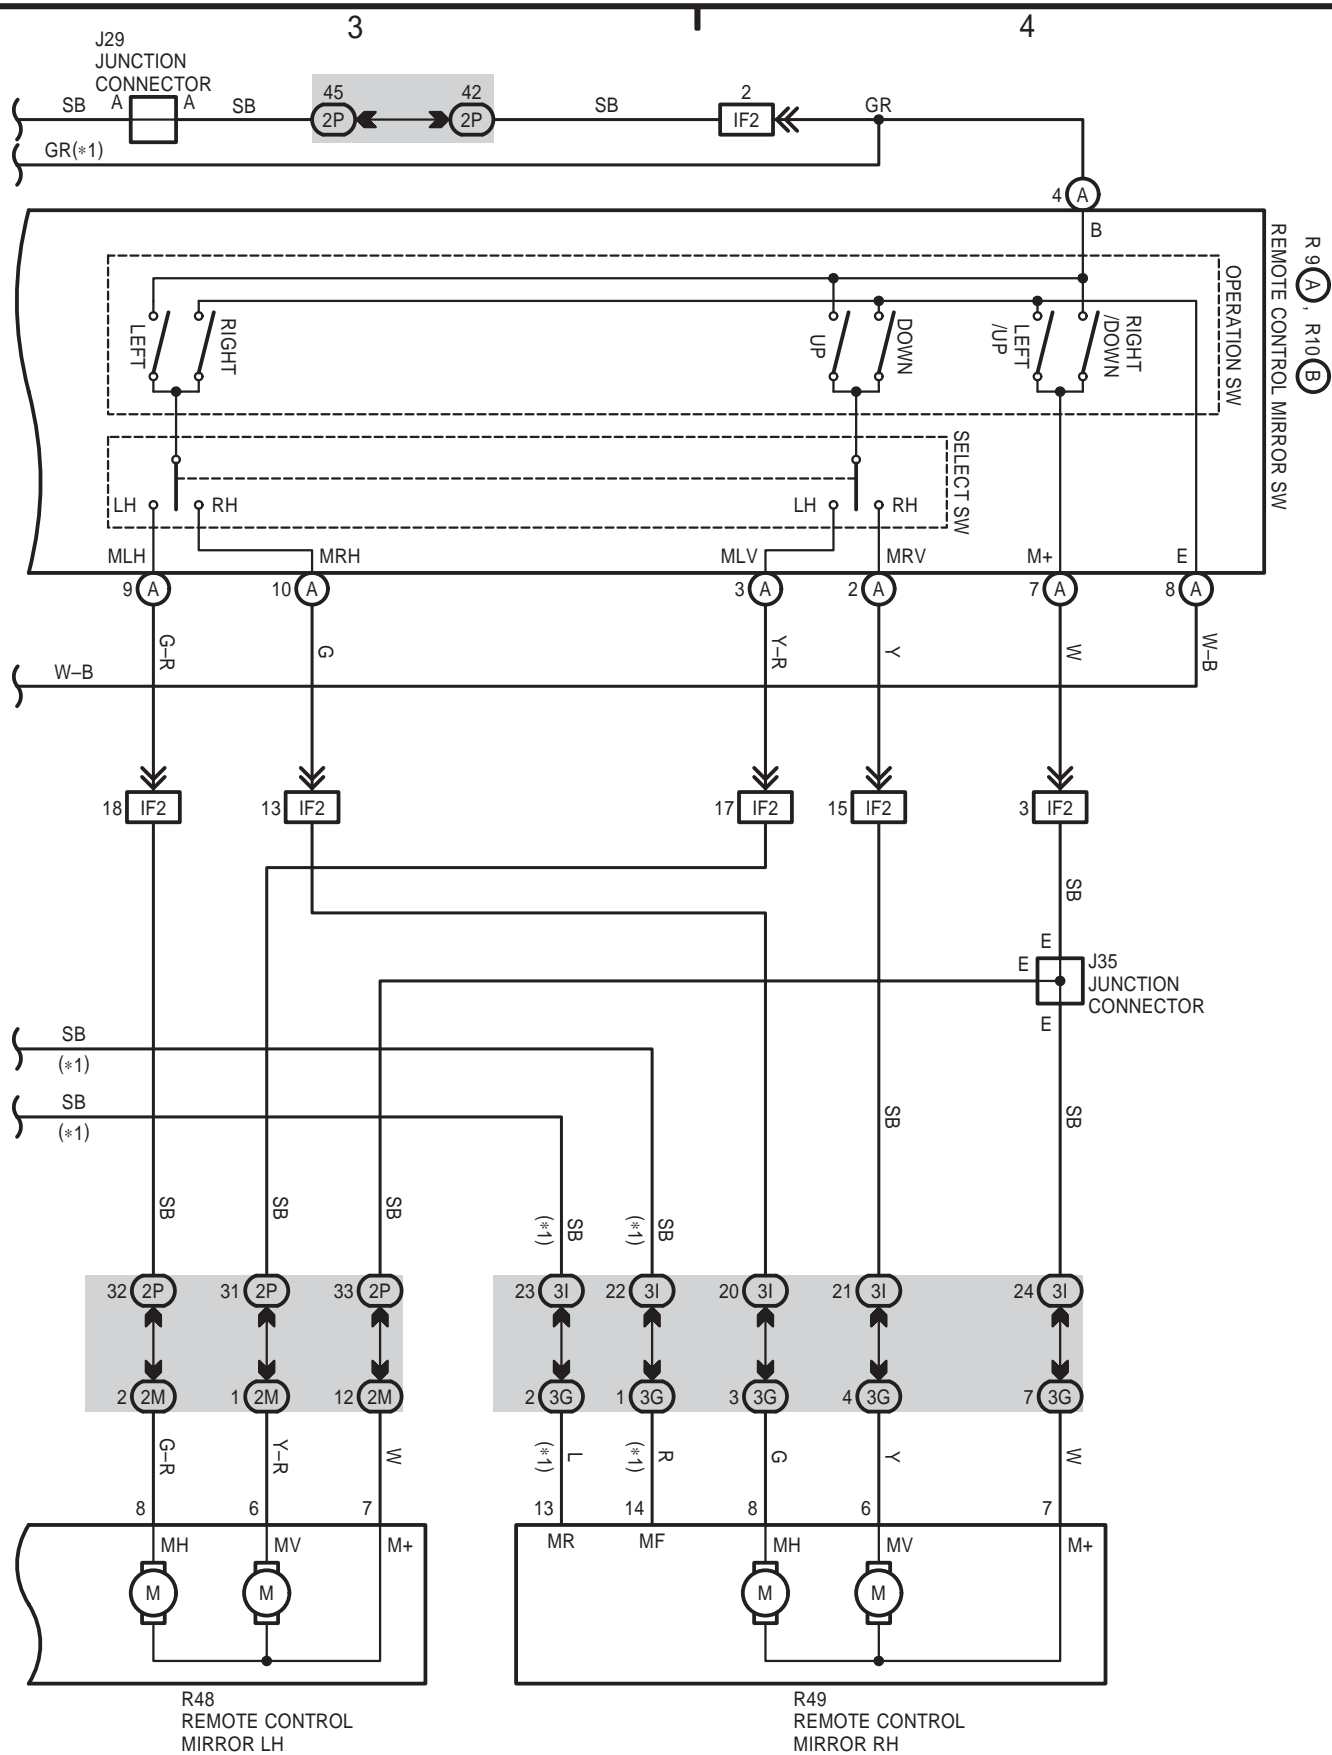 3
4
J29
JUNCTION
CONNECTOR
SB
A
A
SB
45
2P
42
2P
SB
2
IF2
GR
GR(*1)
4
A
B
R 9 A , R10 B
REMOTE CONTROL MIRROR SW
OPERATION SW
LEFT
RIGHT
UP
DOWN
LEFT
/UP
RIGHT
/DOWN
SELECT SW
LH
RH
LH
RH
MLH
MRH
MLV
MRV
M+
E
9 A
10 A
3 A
2 A
7 A
8 A
G–R
G
Y–R
Y
W
W–B
W–B
18 IF2
13 IF2
17 IF2
15 IF2
3 IF2
SB
E
E
E
J35
JUNCTION
CONNECTOR
SB
(*1)
SB
(*1)
SB
SB
SB
SB
SB
SB
(*1)
SB
(*1)
32 2P
31 2P
33 2P
23 3I
22 3I
20 3I
21 3I
24 3I
2 2M
1 2M
12 2M
2 3G
1 3G
3 3G
4 3G
7 3G
G–R
Y–R
W
L
(*1)
R
(*1)
G
Y
W
8
6
7
13
14
8
6
7
MH
MV
M+
MR
MF
MH
MV
M+
M
M
M
M
R48
REMOTE CONTROL
MIRROR LH
R49
REMOTE CONTROL
MIRROR RH